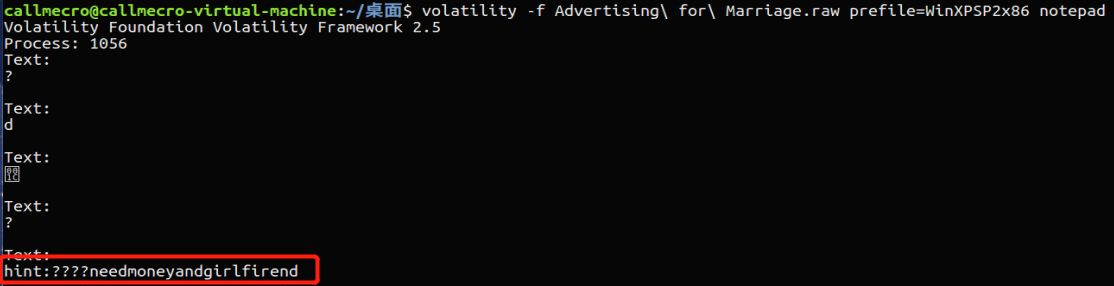 callmecro@callmecro-virtual-machine:~/桌面$ volatility -f Advertising\ for\ Marriage.raw prefile=WinXPSP2x86 notepad
Volatility Foundation Volatility Framework 2.5
Process: 1056
Text:
?
Text:
d
Text:
001C
Text:
?
Text:
hint:????needmoneyandgirlfirend